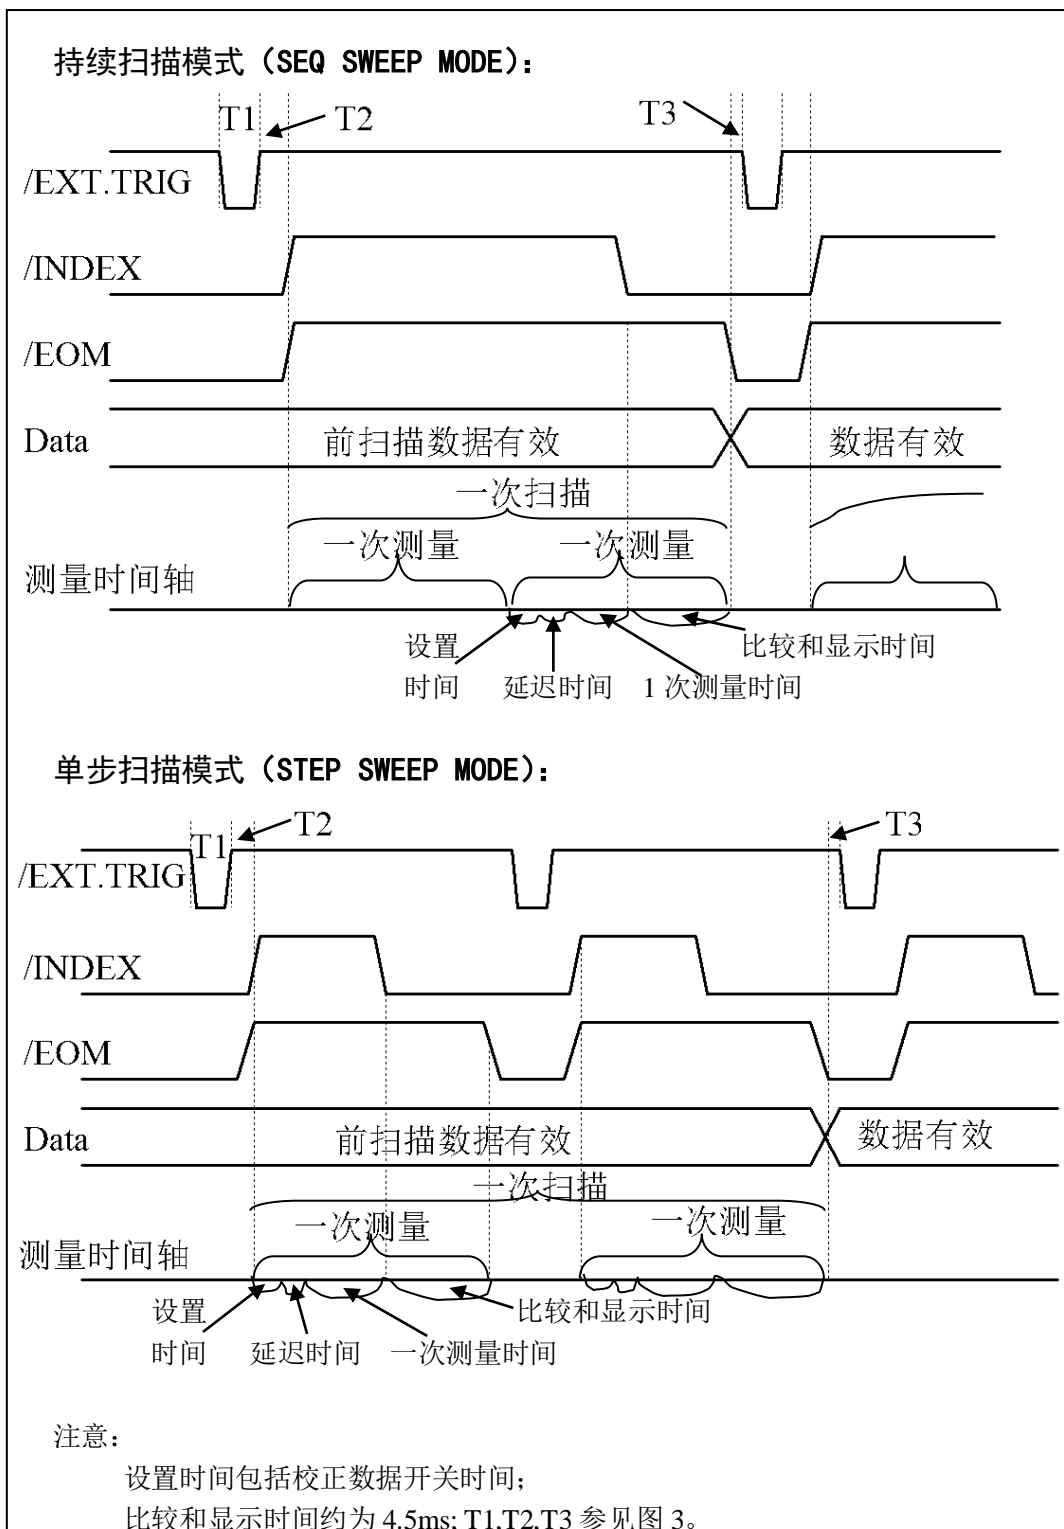 持续扫描模式（SEQ SWEEP MODE）：
T1 T2 T3
/EXT.TRIG
/INDEX
/EOM
Data 前扫描数据有效 数据有效
一次扫描
一次测量 一次测量
测量时间轴
设置 比较和显示时间
时间 延迟时间 1 次测量时间
单步扫描模式（STEP SWEEP MODE）：
T1 T2 T3
/EXT.TRIG
/INDEX
/EOM
Data 前扫描数据有效 数据有效
一次扫描
一次测量 一次测量
测量时间轴
设置 比较和显示时间
时间 延迟时间 一次测量时间
注意：
设置时间包括校正数据开关时间；
比较和显示时间约为 4.5ms; T1,T2,T3 参见图 3。